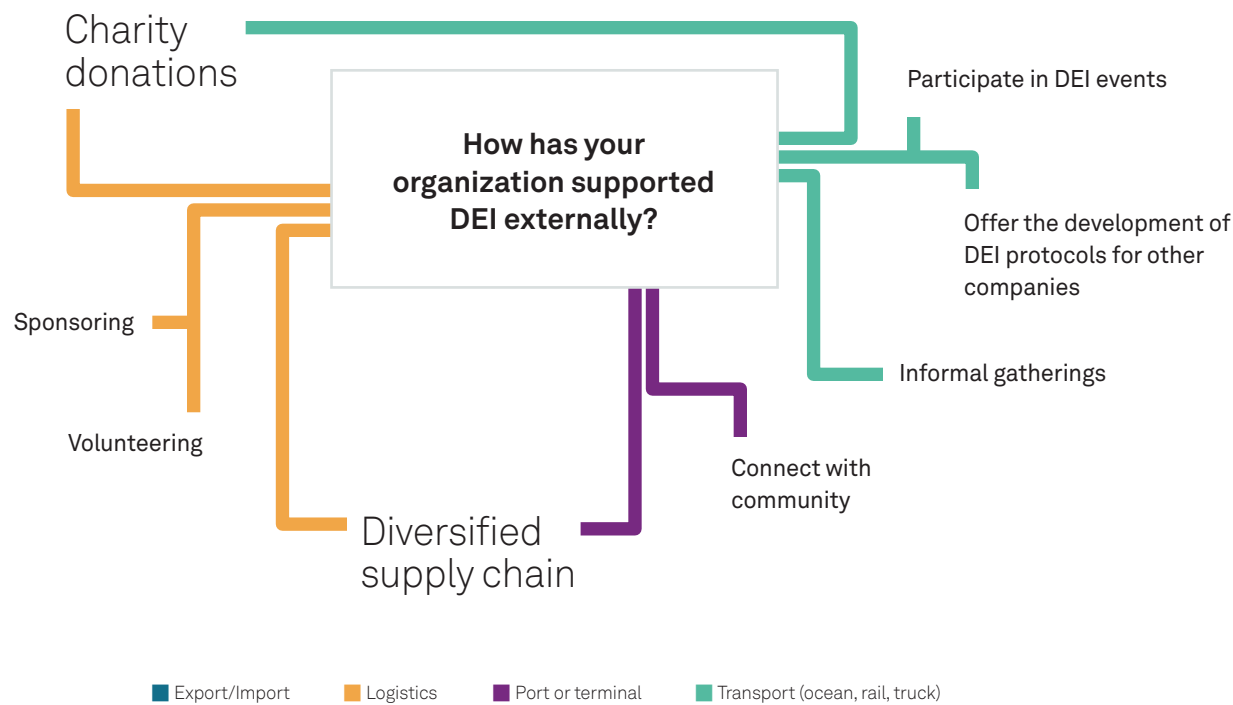 Charity
donations
How has your
organization supported
DEI externally?
Participate in DEI events
Offer the development of
DEI protocols for other
companies
Sponsoring
Informal gatherings
Volunteering
Connect with
community
Diversified
supply chain
Export/Import
Logistics
Port or terminal
Transport (ocean, rail, truck)